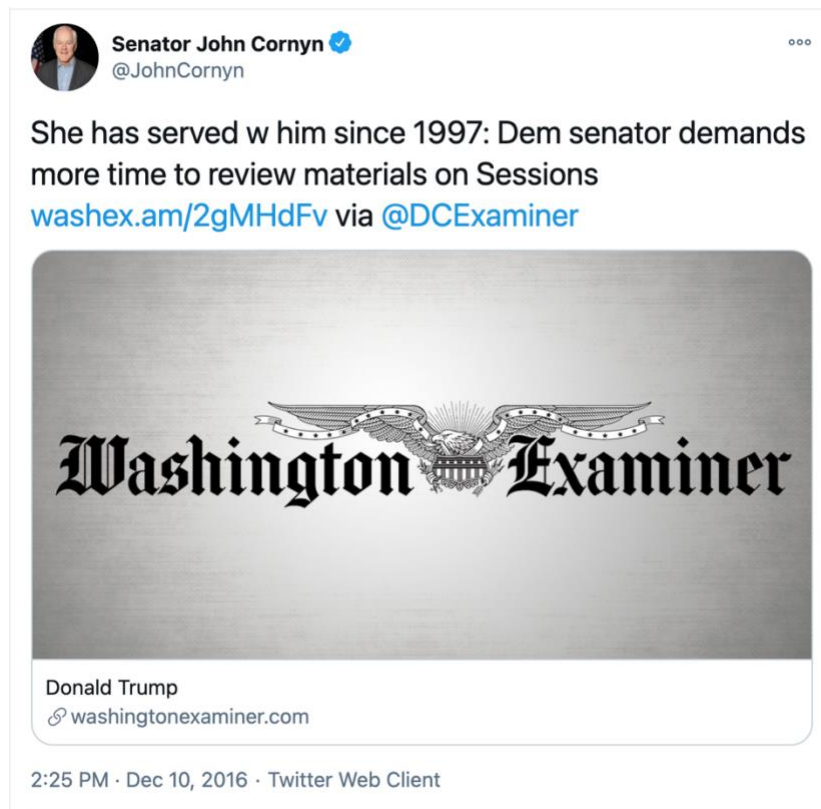 Senator John Cornyn
@JohnCornyn
She has served w him since 1997: Dem senator demands
more time to review materials on Sessions
washex.am/2gMHdFv via @DCExaminer
Washington Examiner
Donald Trump
washingtonexaminer.com
2:25 PM · Dec 10, 2016 · Twitter Web Client